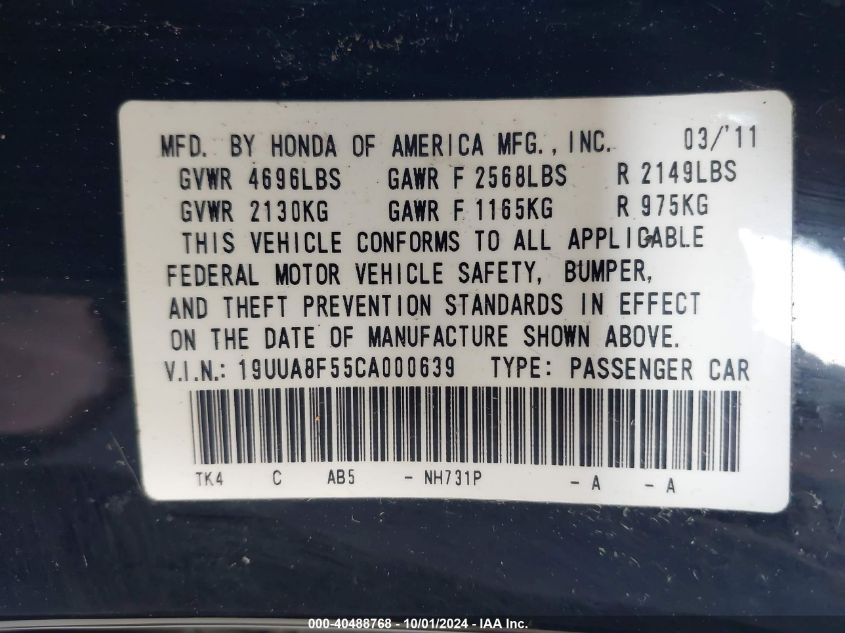 MFD. BY HONDA OF AMERICA MFG., INC. 03/'11
GVWR 4696LBS GAWR F 2568LBS R 2149LBS
GVWR 2130KG GAWR F 1165KG R 975KG
THIS VEHICLE CONFORMS TO ALL APPLICABLE
FEDERAL MOTOR VEHICLE SAFETY, BUMPER,
AND THEFT PREVENTION STANDARDS IN EFFECT
ON THE DATE OF MANUFACTURE SHOWN ABOVE.
V.I.N.: 19UUA8F55CA000639 TYPE: PASSENGER CAR
TK4 C AB5 - NH731P - A - A
000-40488768 - 10/01/2024 - IAA Inc.